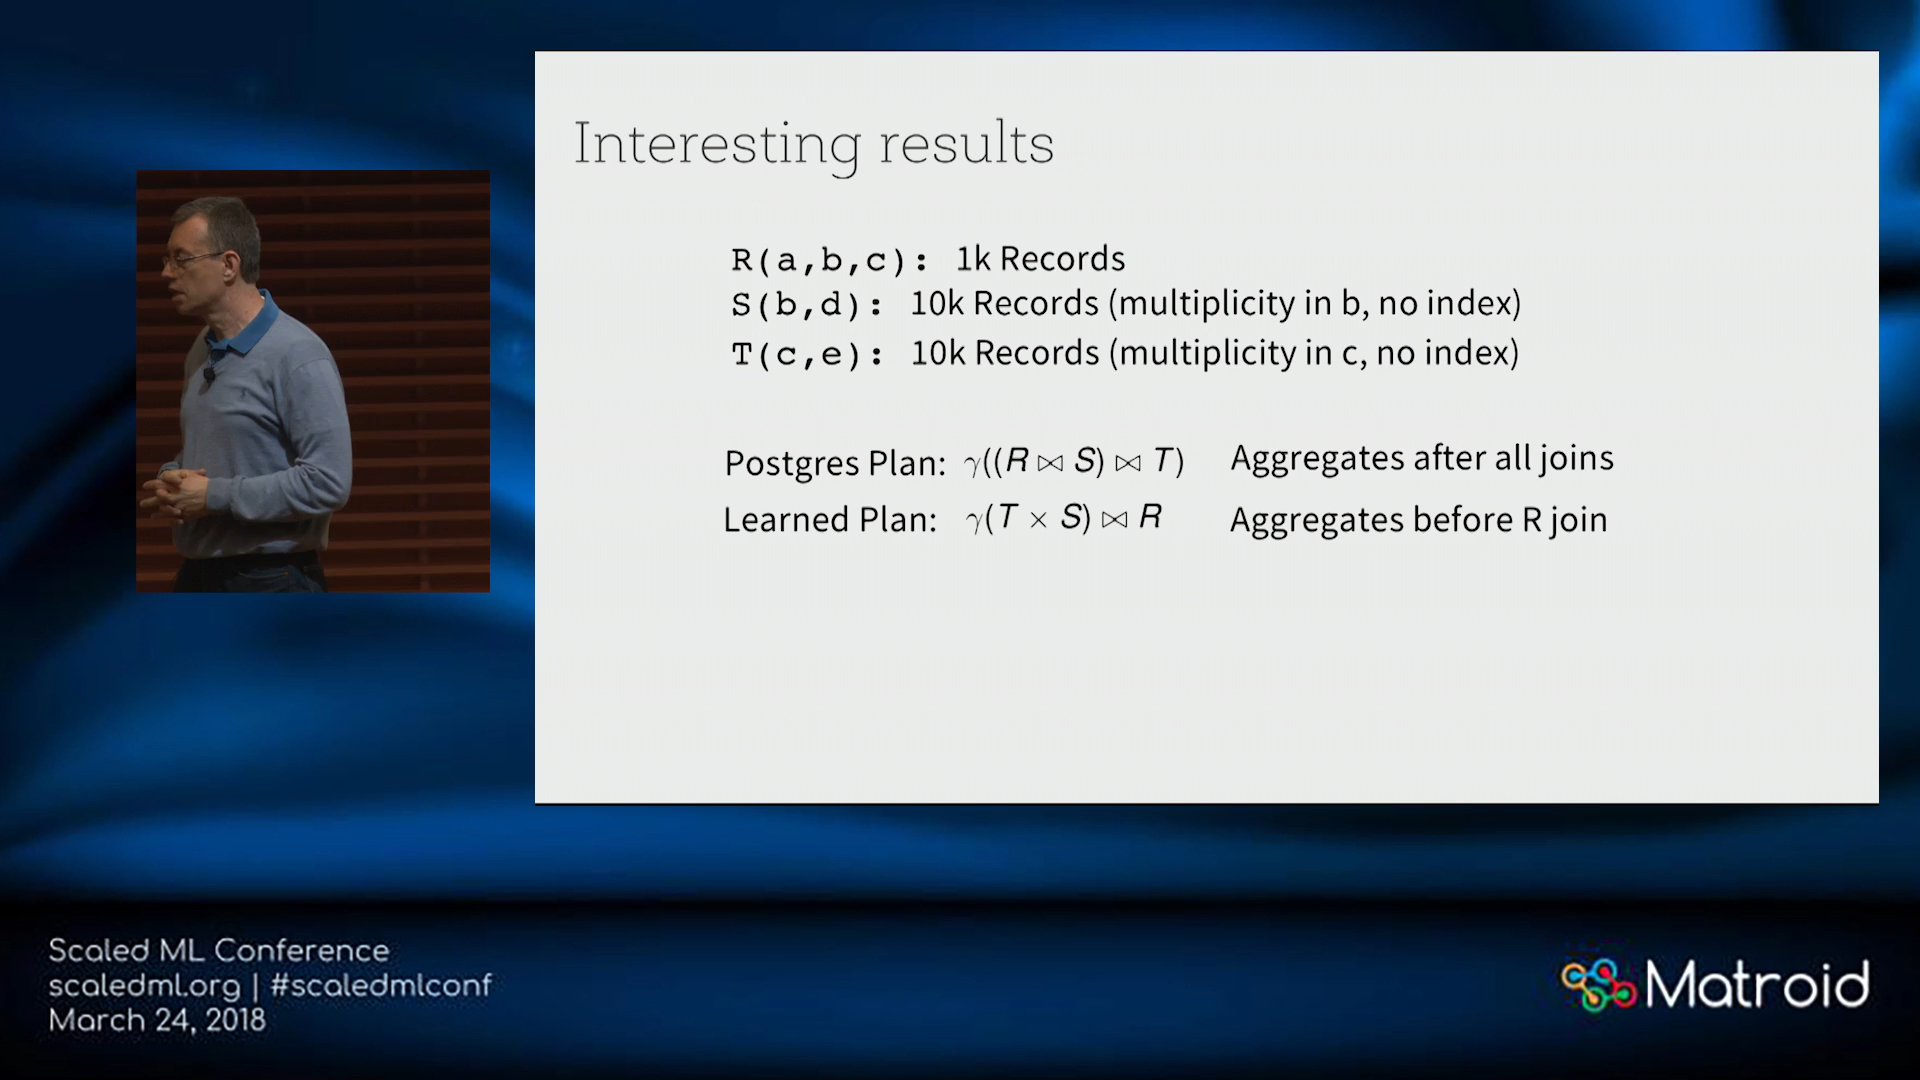 Interesting results
R(a,b,c): 1k Records
S(b,d): 10k Records (multiplicity in b, no index)
T(c,e): 10k Records (multiplicity in c, no index)
Postgres Plan: γ((R ⋈ S) ⋈ T) Aggregates after all joins
Learned Plan: γ(T × S) ⋈ R Aggregates before R join
Scaled ML Conference
scaledml.org | #scaledmlconf
March 24, 2018
Matroid